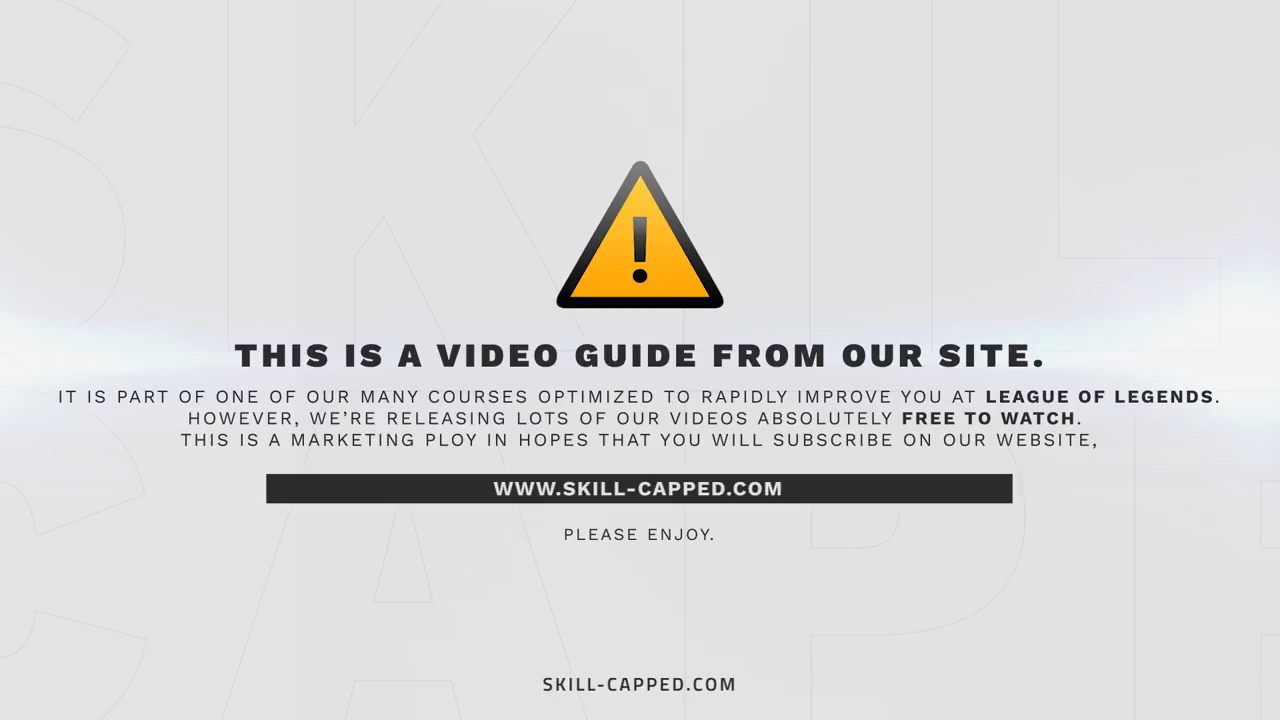 THIS IS A VIDEO GUIDE FROM OUR SITE.
IT IS PART OF ONE OF OUR MANY COURSES OPTIMIZED TO RAPIDLY IMPROVE YOU AT LEAGUE OF LEGENDS.
HOWEVER, WE'RE RELEASING LOTS OF OUR VIDEOS ABSOLUTELY FREE TO WATCH.
THIS IS A MARKETING PLOY IN HOPES THAT YOU WILL SUBSCRIBE ON OUR WEBSITE,
WWW.SKILL-CAPPED.COM
PLEASE ENJOY.
SKILL-CAPPED.COM